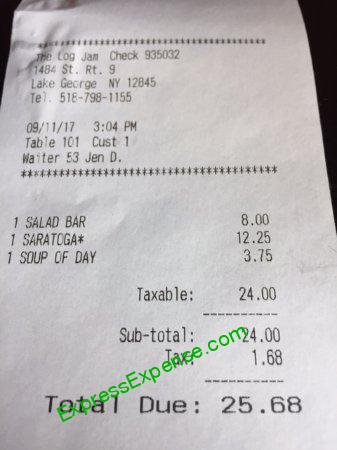 ****************************************
The Log Jam Check 935032
1484 St. Rt. 9
Lake George NY 12845
Tel. 518-798-1155
09/11/17 3:04 PM
Table 101 Cust 1
Waiter 53 Jen D.
****************************************
1 SALAD BAR 8.00
1 SARATOGA* 12.25
1 SOUP OF DAY 3.75
Taxable: 24.00
----------
Sub-total: 24.00
Tax: 1.68
----------
Total Due: 25.68
ExpressExpense.com